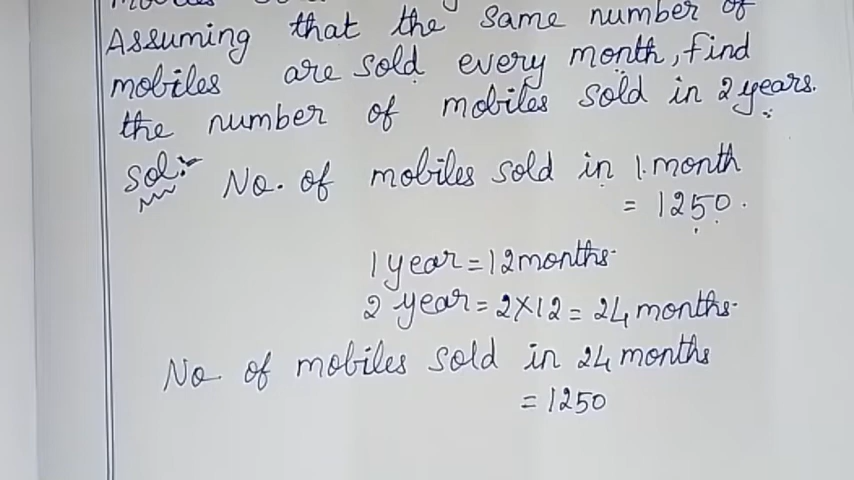 Assuming that the same number of
mobiles are sold every month, find
the number of mobiles sold in 2 years.
Sol:- No. of mobiles sold in 1 month
= 1250.
1 year = 12 months.
2 year = 2×12 = 24 months.
No of mobiles sold in 24 months
= 1250